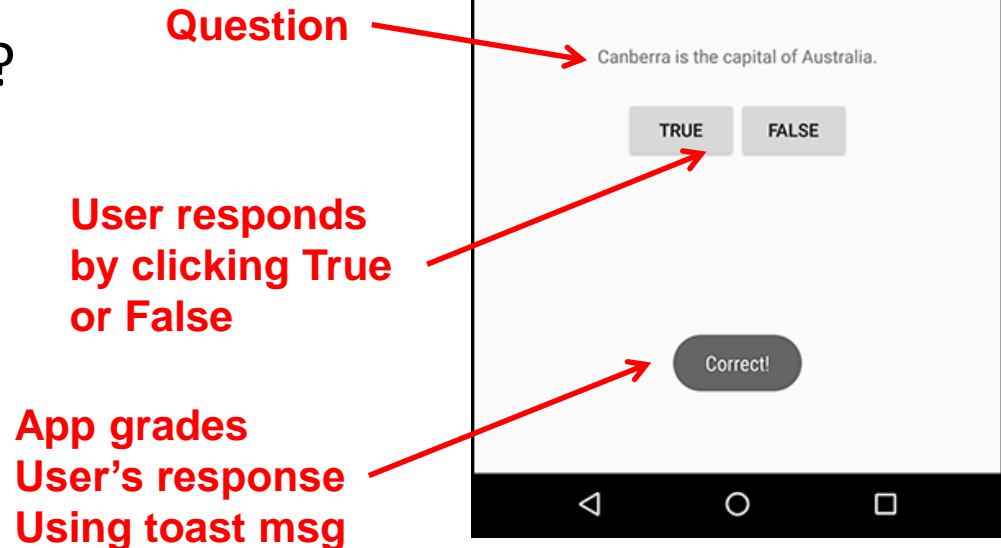 ?
Question
Canberra is the capital of Australia.
TRUE FALSE
User responds
by clicking True
or False
Correct!
App grades
User's response
Using toast msg